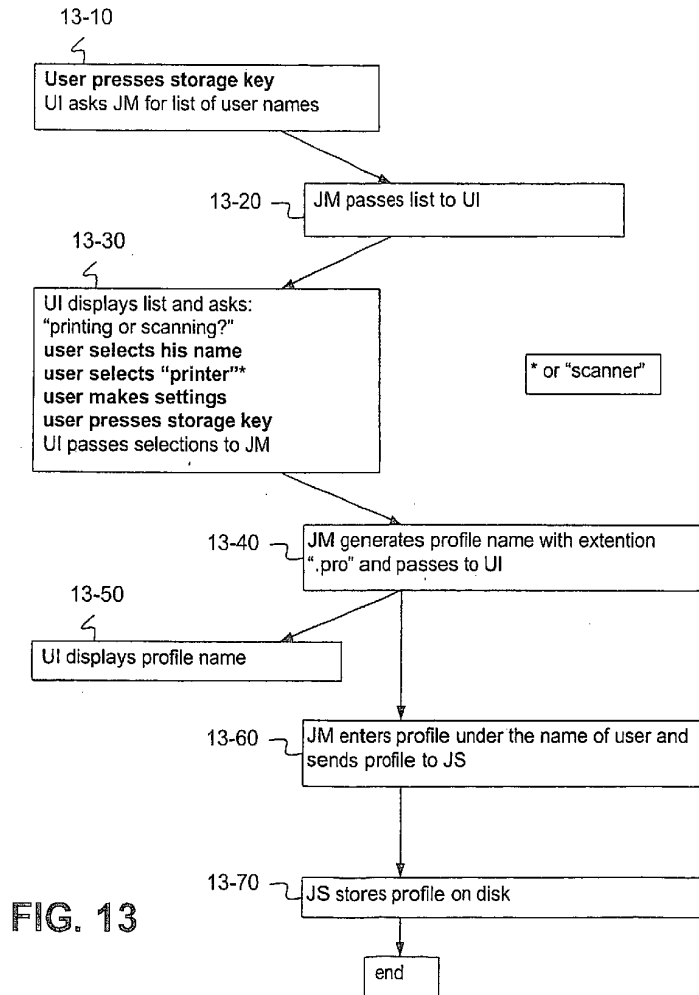 13-10
User presses storage key
UI asks JM for list of user names
13-20
JM passes list to UI
13-30
UI displays list and asks:
"printing or scanning?"
user selects his name
user selects "printer"*
user makes settings
user presses storage key
UI passes selections to JM
* or "scanner"
13-40
JM generates profile name with extention
".pro" and passes to UI
13-50
UI displays profile name
13-60
JM enters profile under the name of user and
sends profile to JS
13-70
JS stores profile on disk
FIG. 13
end